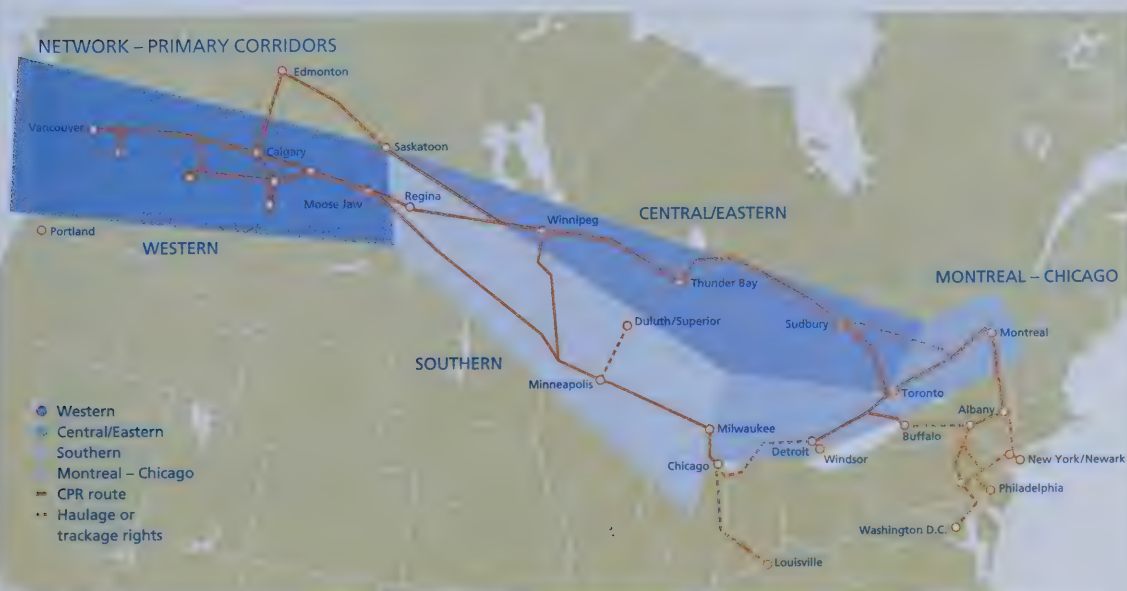 NETWORK – PRIMARY CORRIDORS
Edmonton
Vancouver
Calgary
Saskatoon
Moose Jaw
Regina
Winnipeg
CENTRAL/EASTERN
Portland
WESTERN
Thunder Bay
MONTREAL – CHICAGO
Duluth/Superior
Sudbury
Montreal
SOUTHERN
Minneapolis
Toronto
Western
Central/Eastern
Southern
Montreal – Chicago
CPR route
Haulage or
trackage rights
Milwaukee
Albany
Buffalo
Chicago
Detroit
Windsor
New York/Newark
Philadelphia
Washington D.C.
Louisville